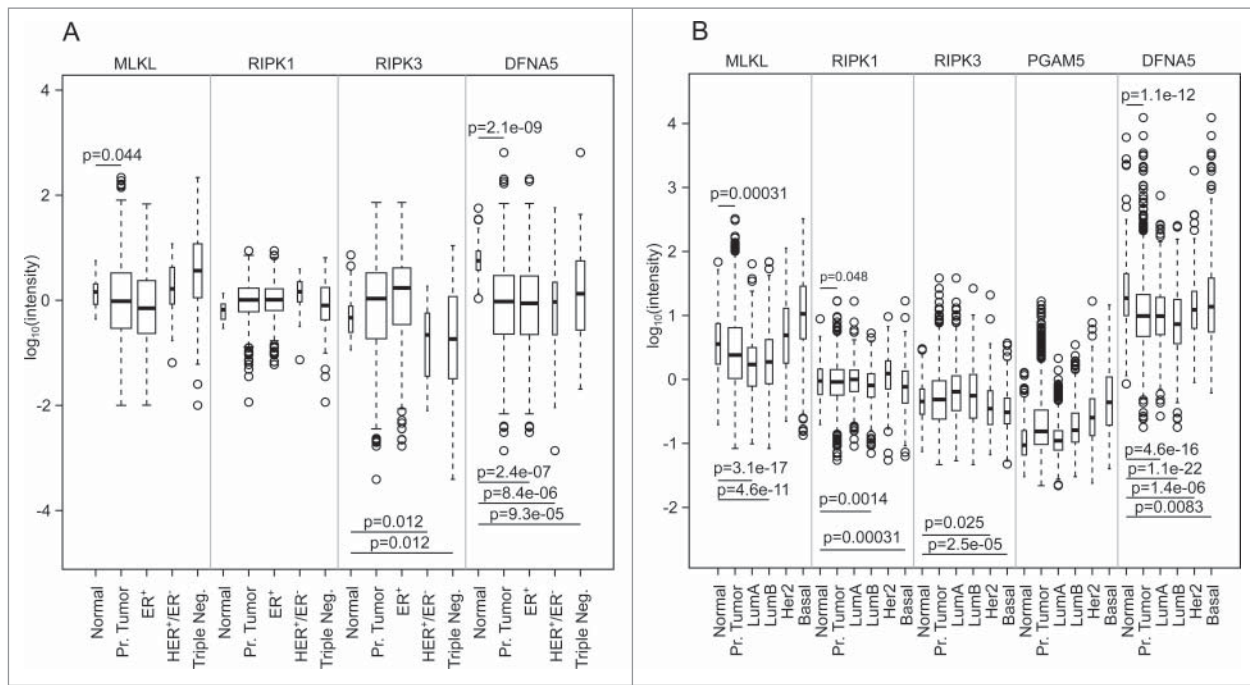 A
MLKL RIPK1 RIPK3 DFNA5
log10(intensity)
4
2
0
-2
-4
p=0.044
p=2.1e-09
p=2.4e-07
p=8.4e-06
p=9.3e-05
p=0.012
p=0.012
Normal Pr. Tumor ER+ HER+/ER- Triple Neg. Normal Pr. Tumor ER+ HER+/ER- Triple Neg. Normal Pr. Tumor ER+ HER+/ER- Triple Neg. Normal Pr. Tumor ER+ HER+/ER- Triple Neg.
B
MLKL RIPK1 RIPK3 PGAM5 DFNA5
log10(intensity)
4
3
2
1
0
-1
-2
p=1.1e-12
p=0.00031
p=0.048
p=3.1e-17
p=4.6e-11
p=0.0014
p=0.00031
p=0.025
p=2.5e-05
p=4.6e-16
p=1.1e-22
p=1.4e-06
p=0.0083
Normal Pr. Tumor LumA LumB Her2 Basal Normal Pr. Tumor LumA LumB Her2 Basal Normal Pr. Tumor LumA LumB Her2 Basal Normal Pr. Tumor LumA LumB Her2 Basal Normal Pr. Tumor LumA LumB Her2 Basal